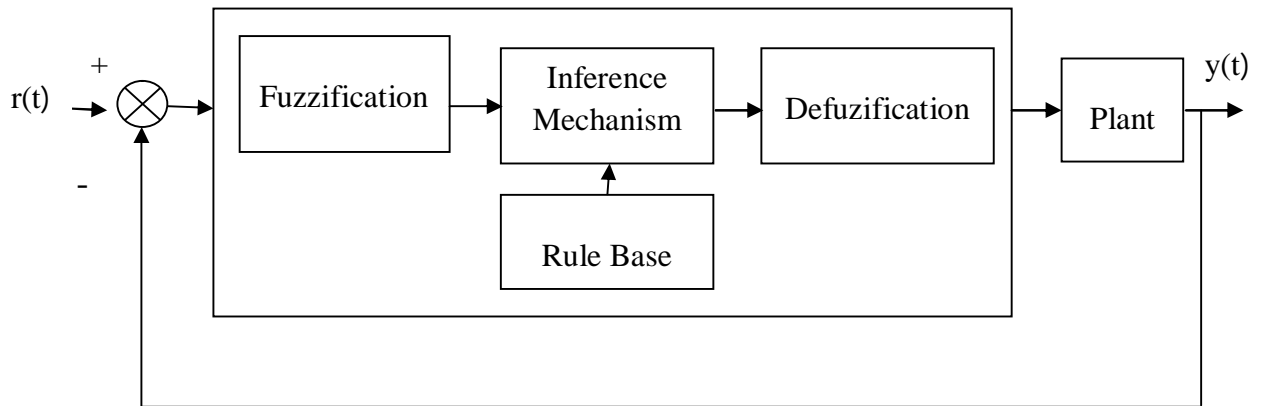 +
r(t)
-
Fuzzification
Inference
Mechanism
Defuzification
Rule Base
Plant
y(t)